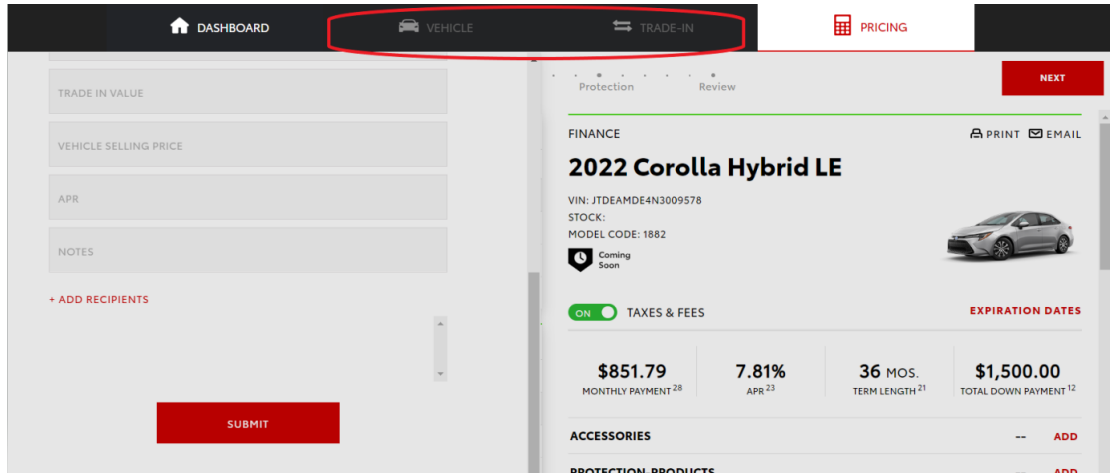 DASHBOARD
VEHICLE
TRADE-IN
PRICING
TRADE IN VALUE
VEHICLE SELLING PRICE
APR
NOTES
+ ADD RECIPIENTS
SUBMIT
Protection
Review
NEXT
FINANCE
PRINT EMAIL
2022 Corolla Hybrid LE
VIN: JTDEAMDE4N3009578
STOCK:
MODEL CODE: 1882
Coming
Soon
ON TAXES & FEES
EXPIRATION DATES
$851.79 7.81% 36 MOS. $1,500.00
MONTHLY PAYMENT 28 APR 23 TERM LENGTH 21 TOTAL DOWN PAYMENT 12
ACCESSORIES -- ADD
PROTECTION-PRODUCTS -- ADD